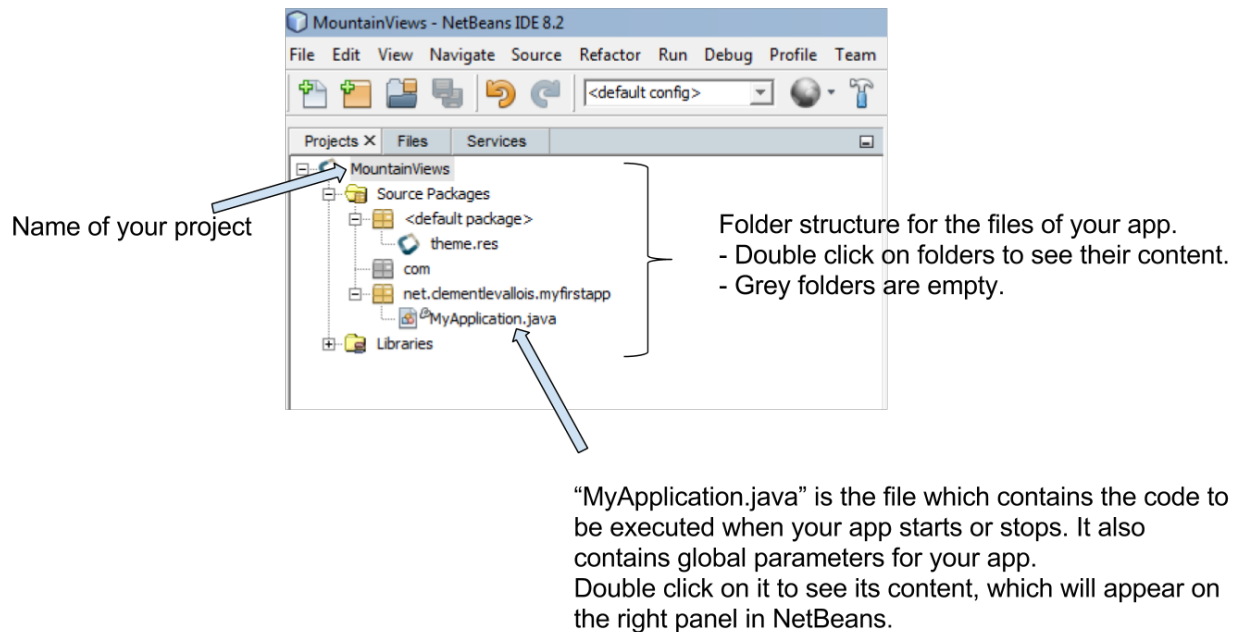 MountainViews - NetBeans IDE 8.2
File Edit View Navigate Source Refactor Run Debug Profile Team
<default config>
Projects X Files Services
MountainViews
Source Packages
<default package>
theme.res
com
net.clementlevallois.myfirstapp
MyApplication.java
Libraries
Name of your project
Folder structure for the files of your app.
- Double click on folders to see their content.
- Grey folders are empty.
“MyApplication.java” is the file which contains the code to
be executed when your app starts or stops. It also
contains global parameters for your app.
Double click on it to see its content, which will appear on
the right panel in NetBeans.